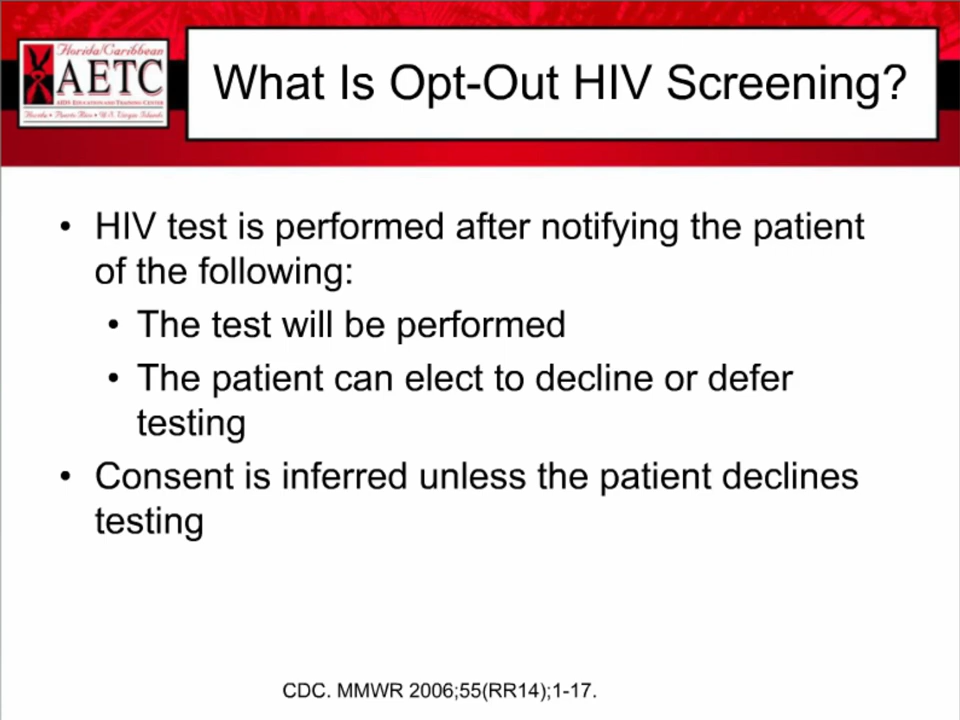 Florida/Caribbean
AETC
AIDS EDUCATION AND TRAINING CENTER
Florida • Puerto Rico • U.S. Virgin Islands
What Is Opt-Out HIV Screening?
• HIV test is performed after notifying the patient
of the following:
• The test will be performed
• The patient can elect to decline or defer
testing
• Consent is inferred unless the patient declines
testing
CDC. MMWR 2006;55(RR14);1-17.